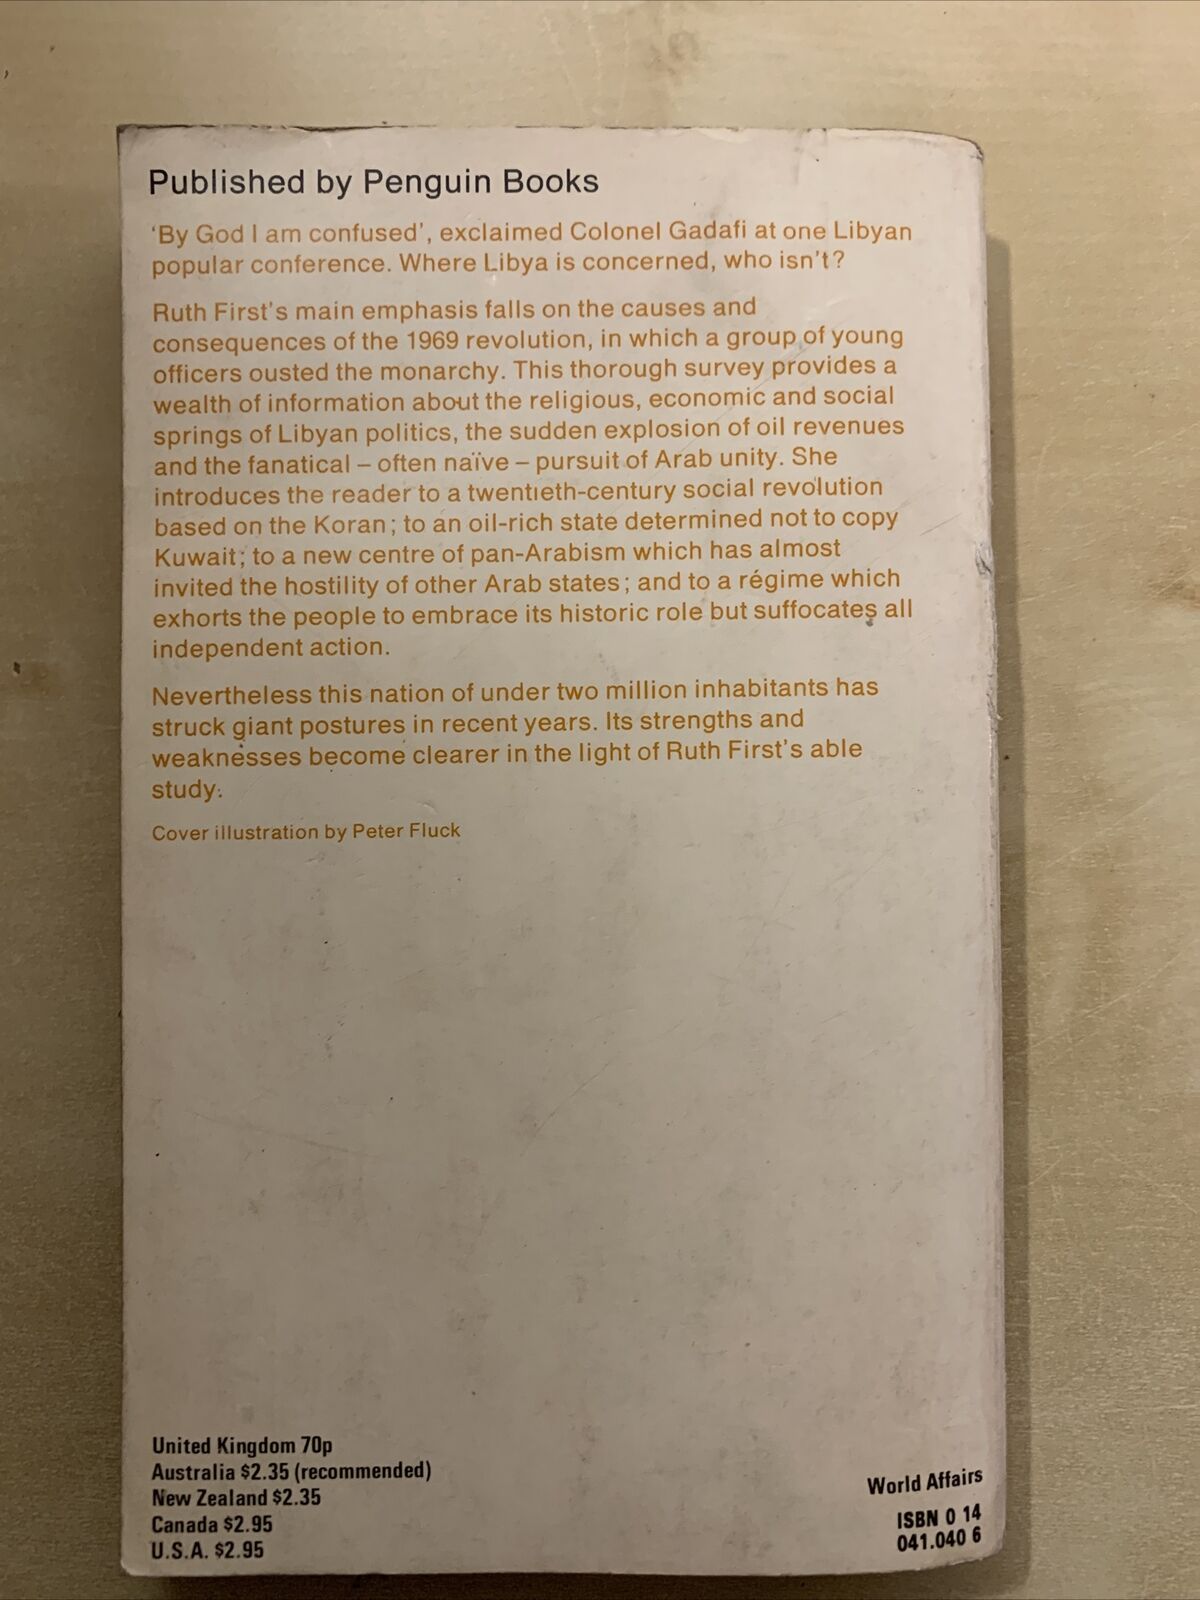 Published by Penguin Books
‘By God I am confused’, exclaimed Colonel Gadafi at one Libyan
popular conference. Where Libya is concerned, who isn’t?
Ruth First’s main emphasis falls on the causes and
consequences of the 1969 revolution, in which a group of young
officers ousted the monarchy. This thorough survey provides a
wealth of information about the religious, economic and social
springs of Libyan politics, the sudden explosion of oil revenues
and the fanatical – often naïve – pursuit of Arab unity. She
introduces the reader to a twentieth-century social revolution
based on the Koran; to an oil-rich state determined not to copy
Kuwait; to a new centre of pan-Arabism which has almost
invited the hostility of other Arab states; and to a régime which
exhorts the people to embrace its historic role but suffocates all
independent action.
Nevertheless this nation of under two million inhabitants has
struck giant postures in recent years. Its strengths and
weaknesses become clearer in the light of Ruth First’s able
study.
Cover illustration by Peter Fluck
United Kingdom 70p
Australia $2.35 (recommended)
New Zealand $2.35
Canada $2.95
U.S.A. $2.95
World Affairs
ISBN 0 14
041.040 6